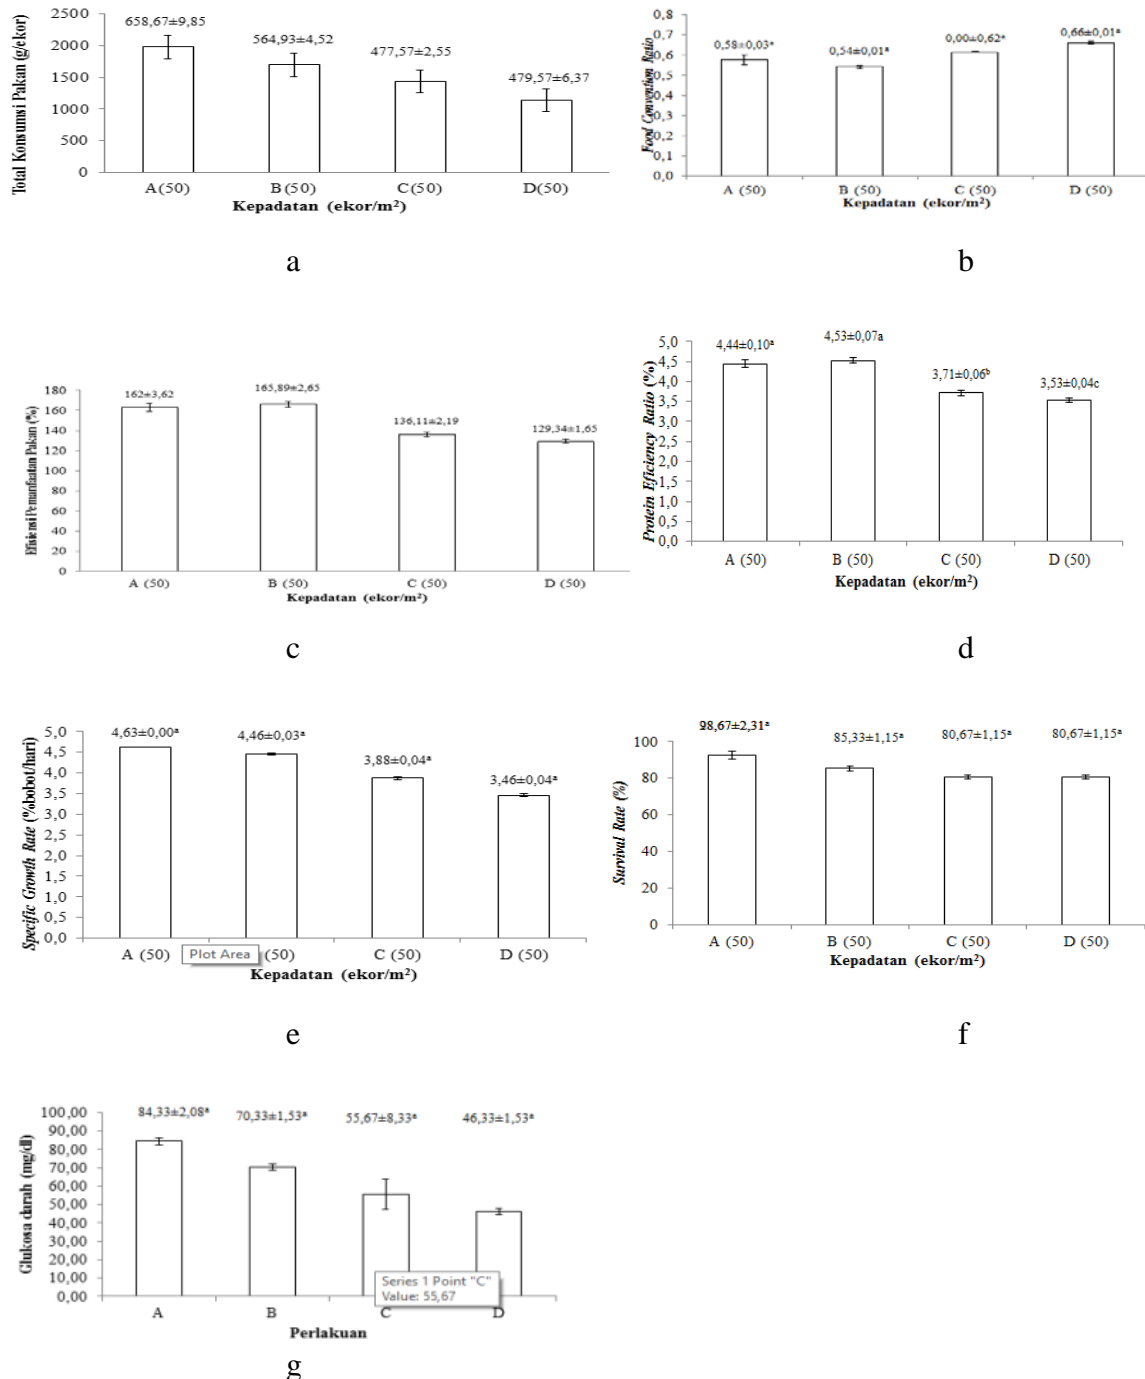 Total Konsumsi Pakan (g/ekor)
2500
2000
1500
1000
500
0
658,67±9,85
564,93±4,52
477,57±2,55
479,57±6,37
A(50) B(50) C(50) D(50)
Kepadatan (ekor/m²)
a
Food Convention Ratio
0,8
0,7
0,6
0,5
0,4
0,3
0,2
0,1
0,0
0,58±0,03ᵃ
0,54±0,01ᵃ
0,00±0,62ᵃ
0,66±0,01ᵃ
A (50) B (50) C (50) D (50)
Kepadatan (ekor/m²)
b
Efisiensi Pemanfaatan Pakan (%)
180
160
140
120
100
80
60
40
20
0
162±3,62
165,89±2,65
136,11±2,19
129,34±1,65
A (50) B (50) C (50) D (50)
Kepadatan (ekor/m²)
c
Protein Eficiency Ratio (%)
5,0
4,5
4,0
3,5
3,0
2,5
2,0
1,5
1,0
0,5
0,0
4,44±0,10ᵃ
4,53±0,07a
3,71±0,06ᵇ
3,53±0,04c
A (50) B (50) C (50) D (50)
Kepadatan (ekor/m²)
d
Specific Growth Rate (%bobot/hari)
5,0
4,5
4,0
3,5
3,0
2,5
2,0
1,5
1,0
0,5
0,0
4,63±0,00ᵃ
4,46±0,03ᵃ
3,88±0,04ᵃ
3,46±0,04ᵃ
A (50) Plot Area (50) C (50) D (50)
Kepadatan (ekor/m²)
e
Survival Rate (%)
100
80
60
40
20
0
98,67±2,31ᵃ
85,33±1,15ᵃ
80,67±1,15ᵃ
80,67±1,15ᵃ
A (50) B (50) C (50) D (50)
Kepadatan (ekor/m²)
f
Glukosa darah (mg/dl)
100,00
90,00
80,00
70,00
60,00
50,00
40,00
30,00
20,00
10,00
0,00
84,33±2,08ᵃ
70,33±1,53ᵃ
55,67±8,33ᵃ
46,33±1,53ᵃ
Series 1 Point "C"
Value: 55,67
A B C D
Perlakuan
g